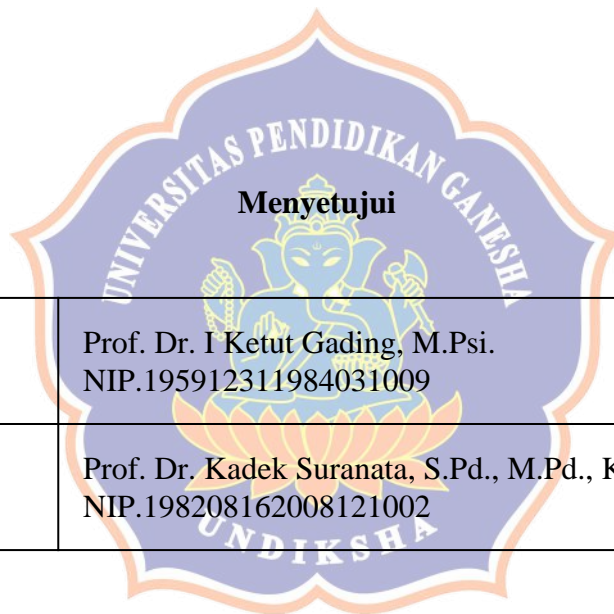 UNIVERSITAS PENDIDIKAN GANESHA
Menyetujui
Prof. Dr. I Ketut Gading, M.Psi.
NIP.195912311984031009
Prof. Dr. Kadek Suranata, S.Pd., M.Pd.,
NIP.198208162008121002
UNDIKSHA